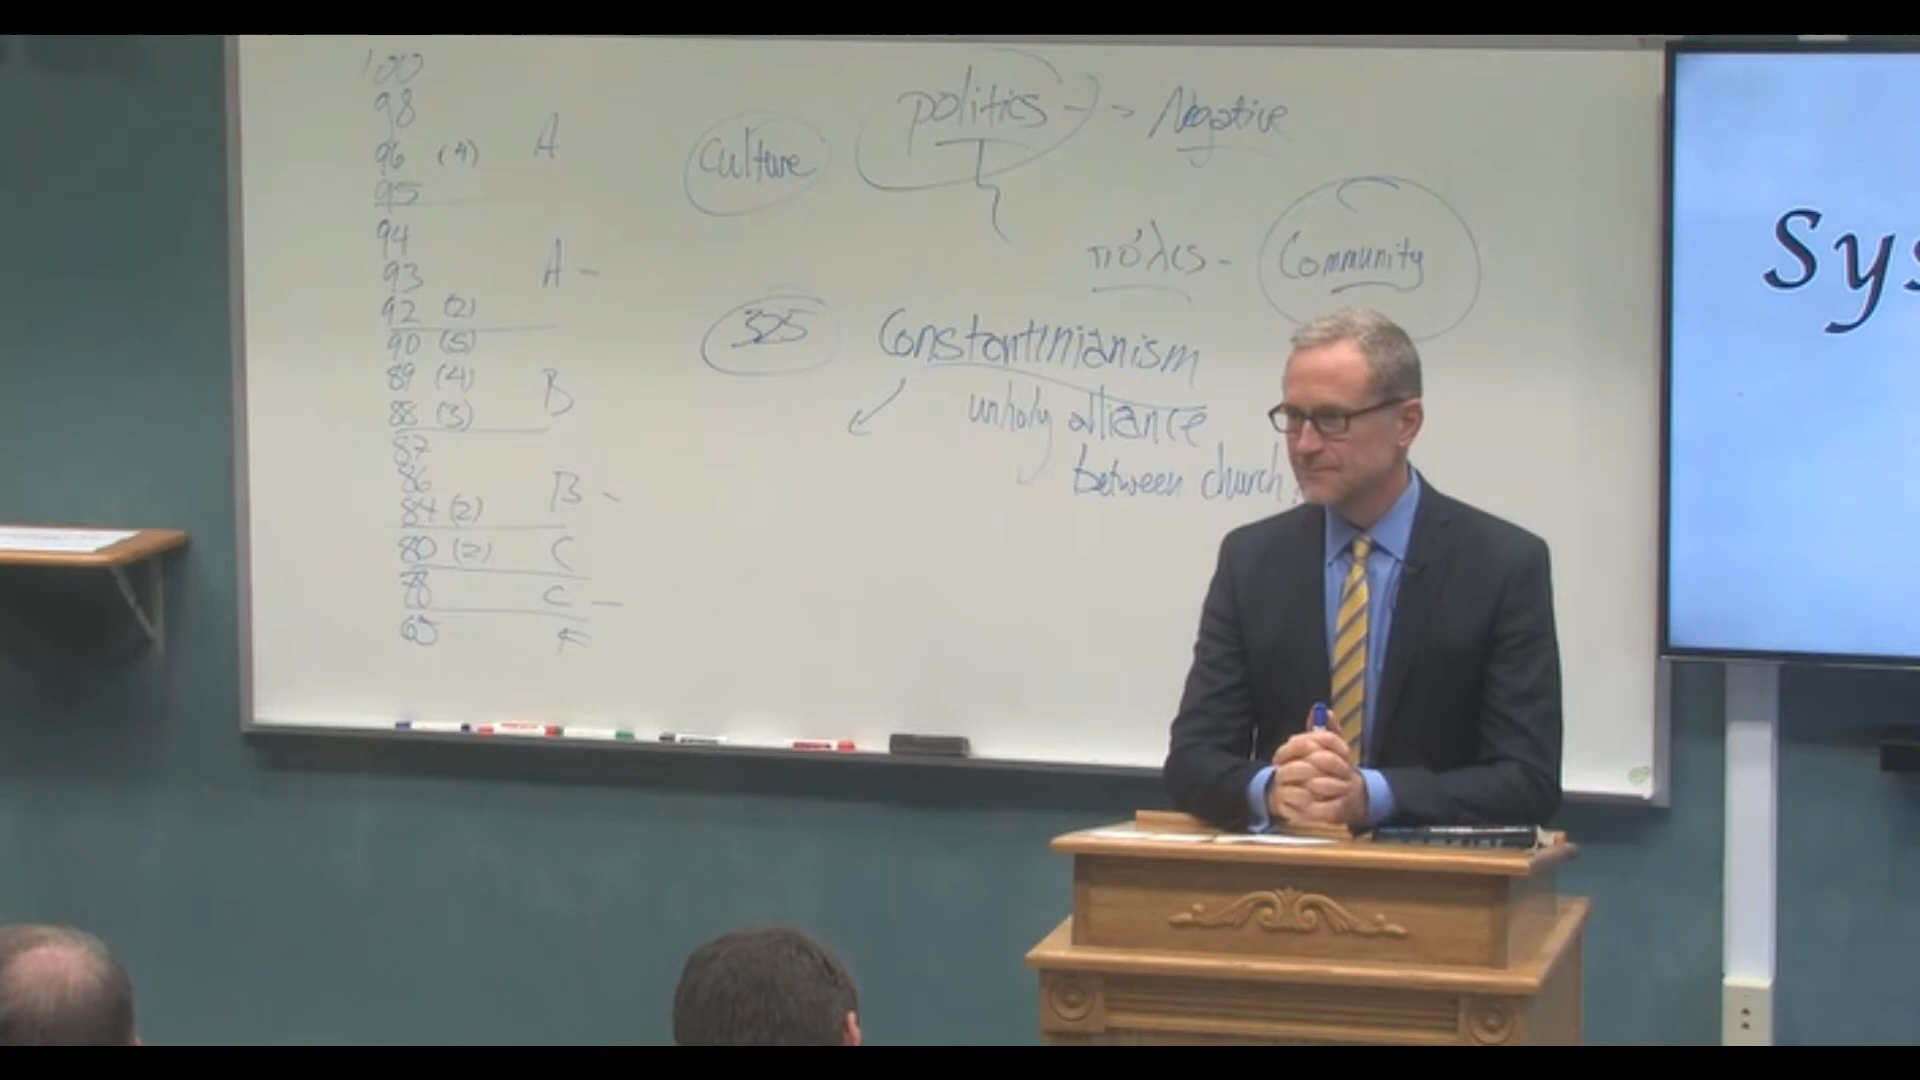 100
98
96 (4) A
95
94
93 A-
92 (2)
90 (5)
89 (4) B
88 (3)
87
86
84 (2) B-
80 (2) C
78 C-
65 F
politics -> Negative
culture
πόλις - Community
325 Constantinianism
unholy alliance
between church
Sys